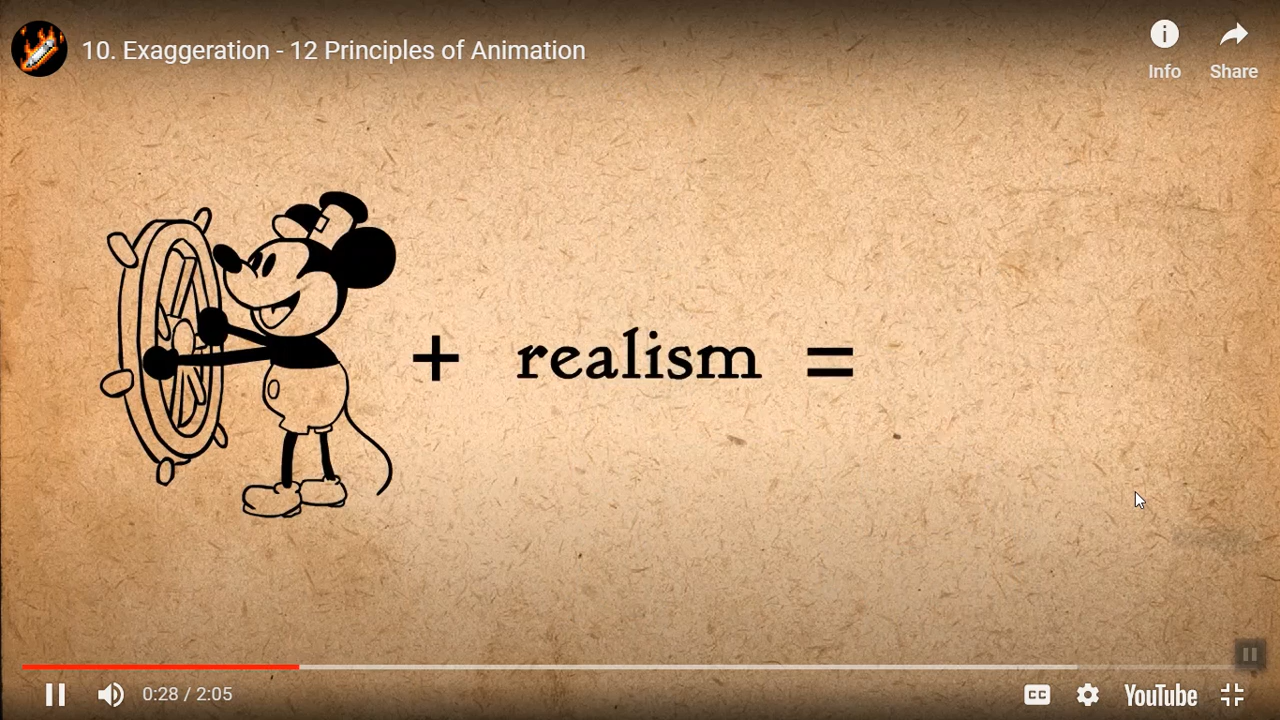 10. Exaggeration - 12 Principles of Animation
Info
Share
+ realism =
0:28 / 2:05
CC
YouTube